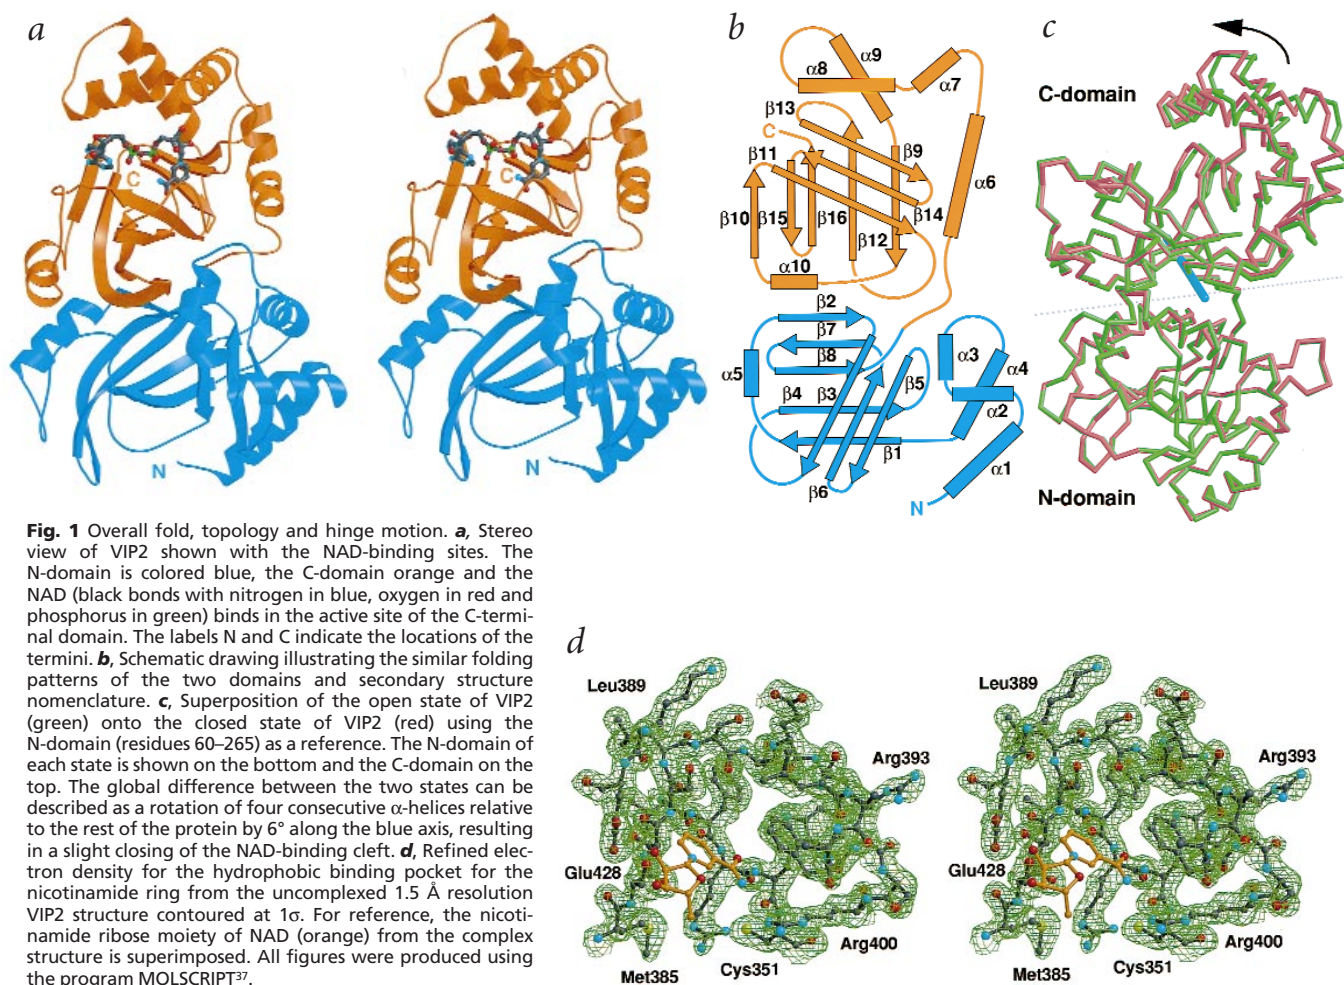 a
b
c
α9
α8
α7
β13
C
β11
β9
α6
β10
β15
β16
β14
β12
α10
β2
β7
β8
α5
β4
β3
β5
α3
α4
α2
β1
α1
β6
N
C
C
N
N
C-domain
N-domain
Fig. 1 Overall fold, topology and hinge motion. a, Stereo
view of VIP2 shown with the NAD-binding sites. The
N-domain is colored blue, the C-domain orange and the
NAD (black bonds with nitrogen in blue, oxygen in red and
phosphorus in green) binds in the active site of the C-termi-
nal domain. The labels N and C indicate the locations of the
termini. b, Schematic drawing illustrating the similar folding
patterns of the two domains and secondary structure
nomenclature. c, Superposition of the open state of VIP2
(green) onto the closed state of VIP2 (red) using the
N-domain (residues 60–265) as a reference. The N-domain of
each state is shown on the bottom and the C-domain on the
top. The global difference between the two states can be
described as a rotation of four consecutive α-helices relative
to the rest of the protein by 6° along the blue axis, resulting
in a slight closing of the NAD-binding cleft. d, Refined elec-
tron density for the hydrophobic binding pocket for the
nicotinamide ring from the uncomplexed 1.5 Å resolution
VIP2 structure contoured at 1σ. For reference, the nicoti-
namide ribose moiety of NAD (orange) from the complex
structure is superimposed. All figures were produced using
the program MOLSCRIPT³⁷.
d
Leu389
Arg393
Glu428
Arg400
Met385
Cys351
Leu389
Arg393
Glu428
Arg400
Met385
Cys351